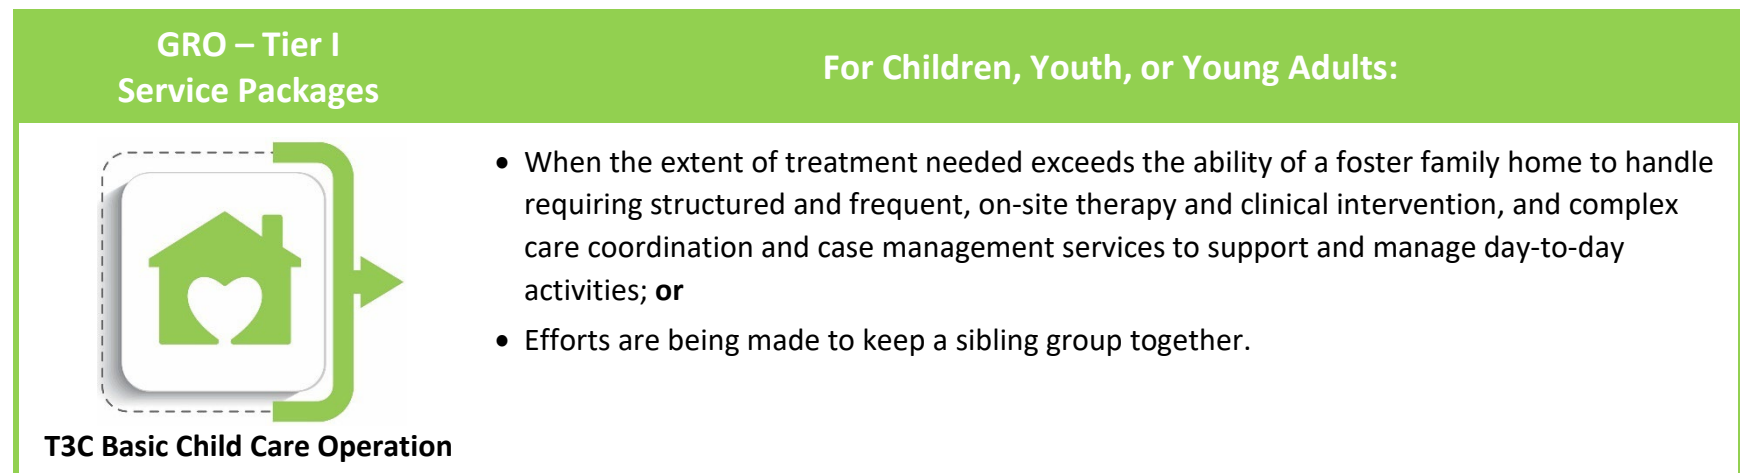 GRO – Tier I
Service Packages
For Children, Youth, or Young Adults:
• When the extent of treatment needed exceeds the ability of a foster family home to handle
requiring structured and frequent, on-site therapy and clinical intervention, and complex
care coordination and case management services to support and manage day-to-day
activities; or
• Efforts are being made to keep a sibling group together.
T3C Basic Child Care Operation